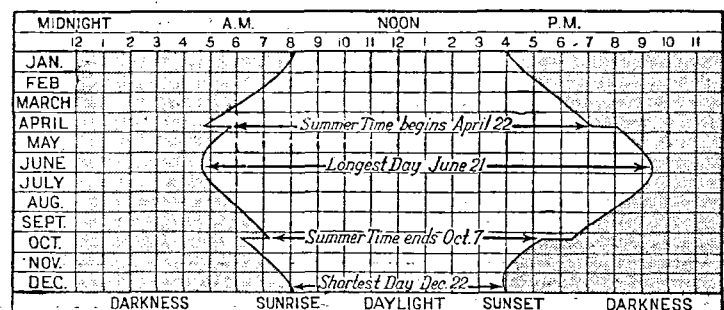 MIDNIGHT A.M. NOON P.M.
12 1 2 3 4 5 6 7 8 9 10 11 12 1 2 3 4 5 6 7 8 9 10 11
JAN.
FEB
MARCH
APRIL Summer Time begins April 22
MAY
JUNE Longest Day June 21
JULY
AUG.
SEPT.
OCT. Summer Time ends Oct. 7
NOV.
DEC. Shortest Day Dec. 22
DARKNESS SUNRISE DAYLIGHT SUNSET DARKNESS